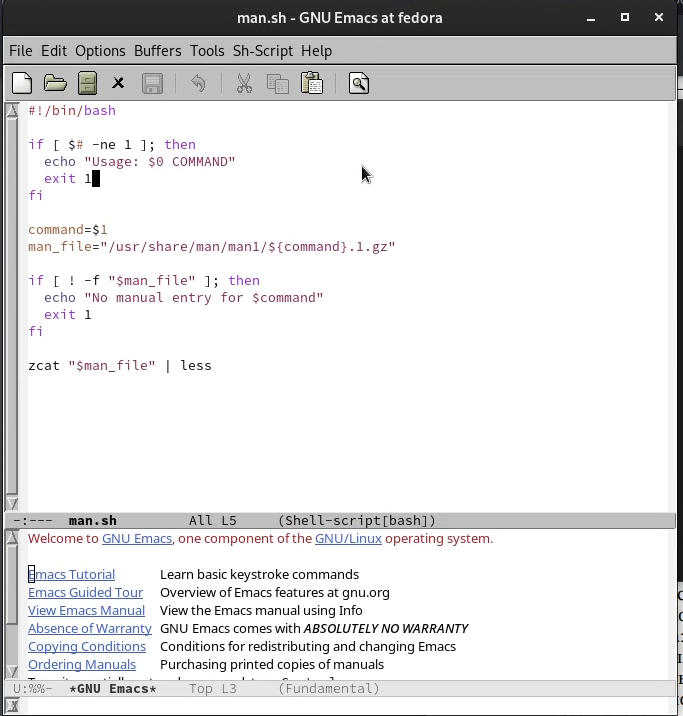 man.sh - GNU Emacs at fedora
File Edit Options Buffers Tools Sh-Script Help
#!/bin/bash
if [ $# -ne 1 ]; then
  echo "Usage: $0 COMMAND"
  exit 1
fi
command=$1
man_file="/usr/share/man/man1/${command}.1.gz"
if [ ! -f "$man_file" ]; then
  echo "No manual entry for $command"
  exit 1
fi
zcat "$man_file" | less
-:--- man.sh All L5 (Shell-script[bash])
Welcome to GNU Emacs, one component of the GNU/Linux operating system.
Emacs Tutorial Learn basic keystroke commands
Emacs Guided Tour Overview of Emacs features at gnu.org
View Emacs Manual View the Emacs manual using Info
Absence of Warranty GNU Emacs comes with ABSOLUTELY NO WARRANTY
Copying Conditions Conditions for redistributing and changing Emacs
Ordering Manuals Purchasing printed copies of manuals
U:%%- *GNU Emacs* Top L3 (Fundamental)